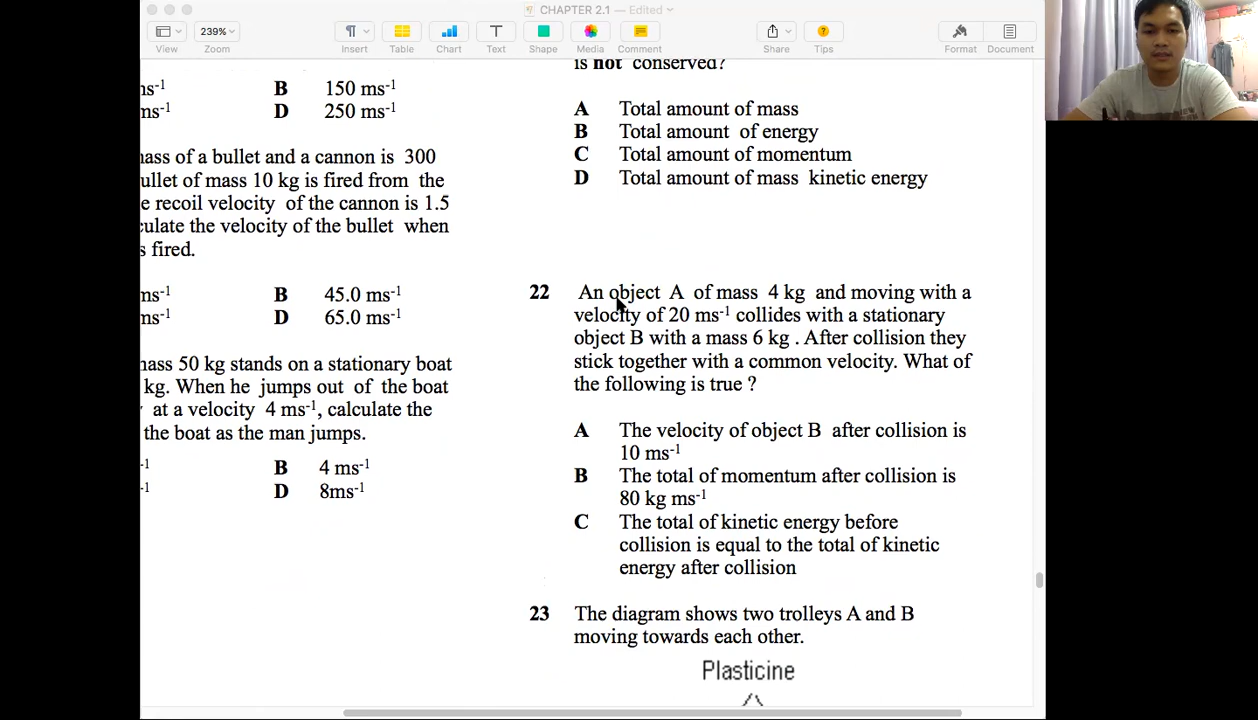 CHAPTER 2.1 — Edited
239%
View
Zoom
Insert
Table
Chart
Text
Shape
Media
Comment
Share
Tips
Format
Document
ns-1
B 150 ms-1
ns-1
D 250 ms-1
ass of a bullet and a cannon is 300
ullet of mass 10 kg is fired from the
e recoil velocity of the cannon is 1.5
culate the velocity of the bullet when
s fired.
ns-1
B 45.0 ms-1
ns-1
D 65.0 ms-1
nass 50 kg stands on a stationary boat
kg. When he jumps out of the boat
at a velocity 4 ms-1, calculate the
the boat as the man jumps.
-1
B 4 ms-1
-1
D 8ms-1
is not conserved?
A Total amount of mass
B Total amount of energy
C Total amount of momentum
D Total amount of mass kinetic energy
22 An object A of mass 4 kg and moving with a
velocity of 20 ms-1 collides with a stationary
object B with a mass 6 kg . After collision they
stick together with a common velocity. What of
the following is true ?
A The velocity of object B after collision is
10 ms-1
B The total of momentum after collision is
80 kg ms-1
C The total of kinetic energy before
collision is equal to the total of kinetic
energy after collision
23 The diagram shows two trolleys A and B
moving towards each other.
Plasticine